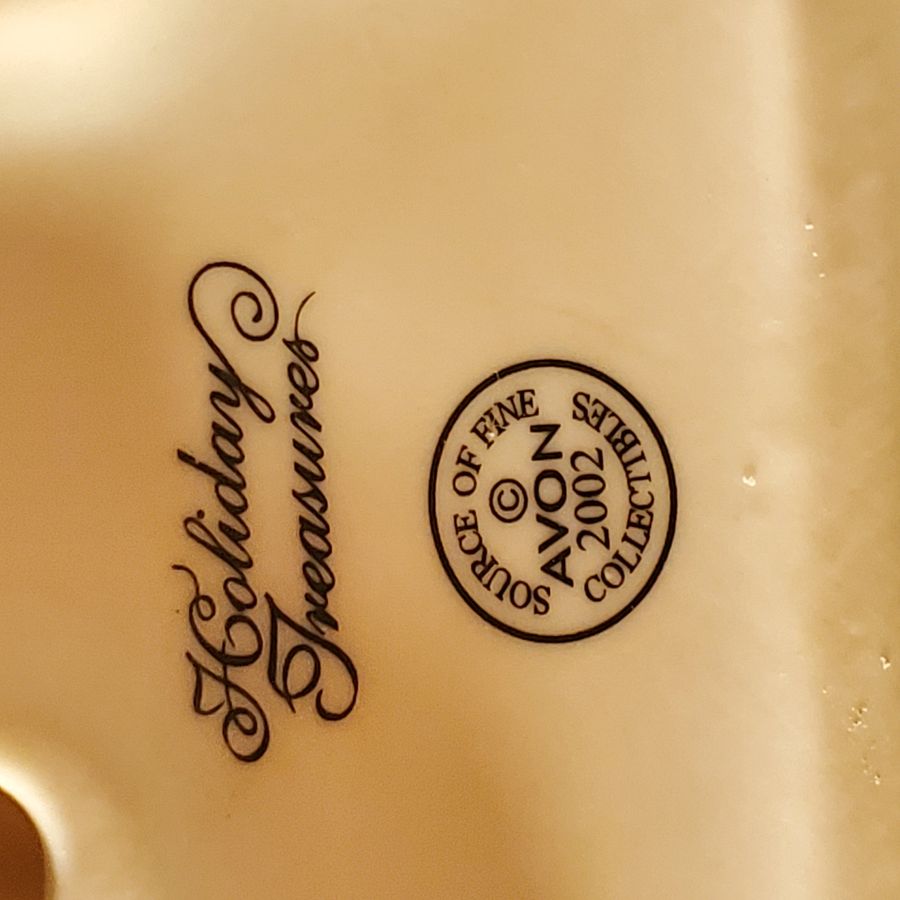 Holiday
Treasures
SOURCE OF FINE
©
AVON
2002
COLLECTIBLES